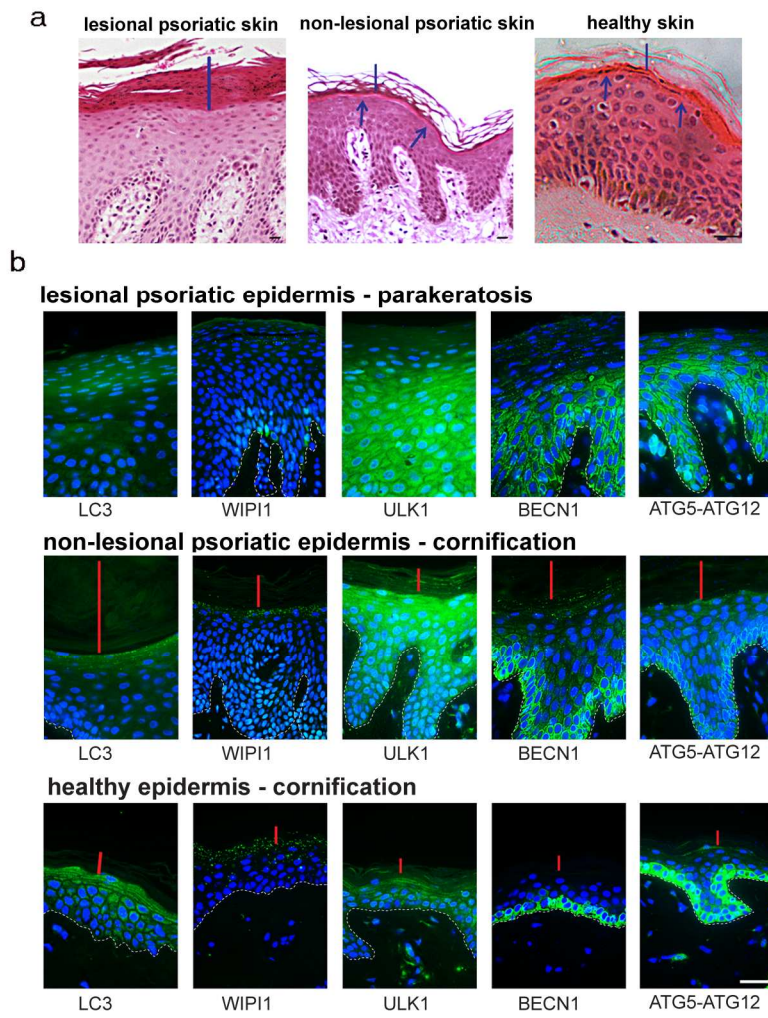 a
lesional psoriatic skin
non-lesional psoriatic skin
healthy skin
b
lesional psoriatic epidermis - parakeratosis
LC3
WIPI1
ULK1
BECN1
ATG5-ATG12
non-lesional psoriatic epidermis - cornification
LC3
WIPI1
ULK1
BECN1
ATG5-ATG12
healthy epidermis - cornification
LC3
WIPI1
ULK1
BECN1
ATG5-ATG12